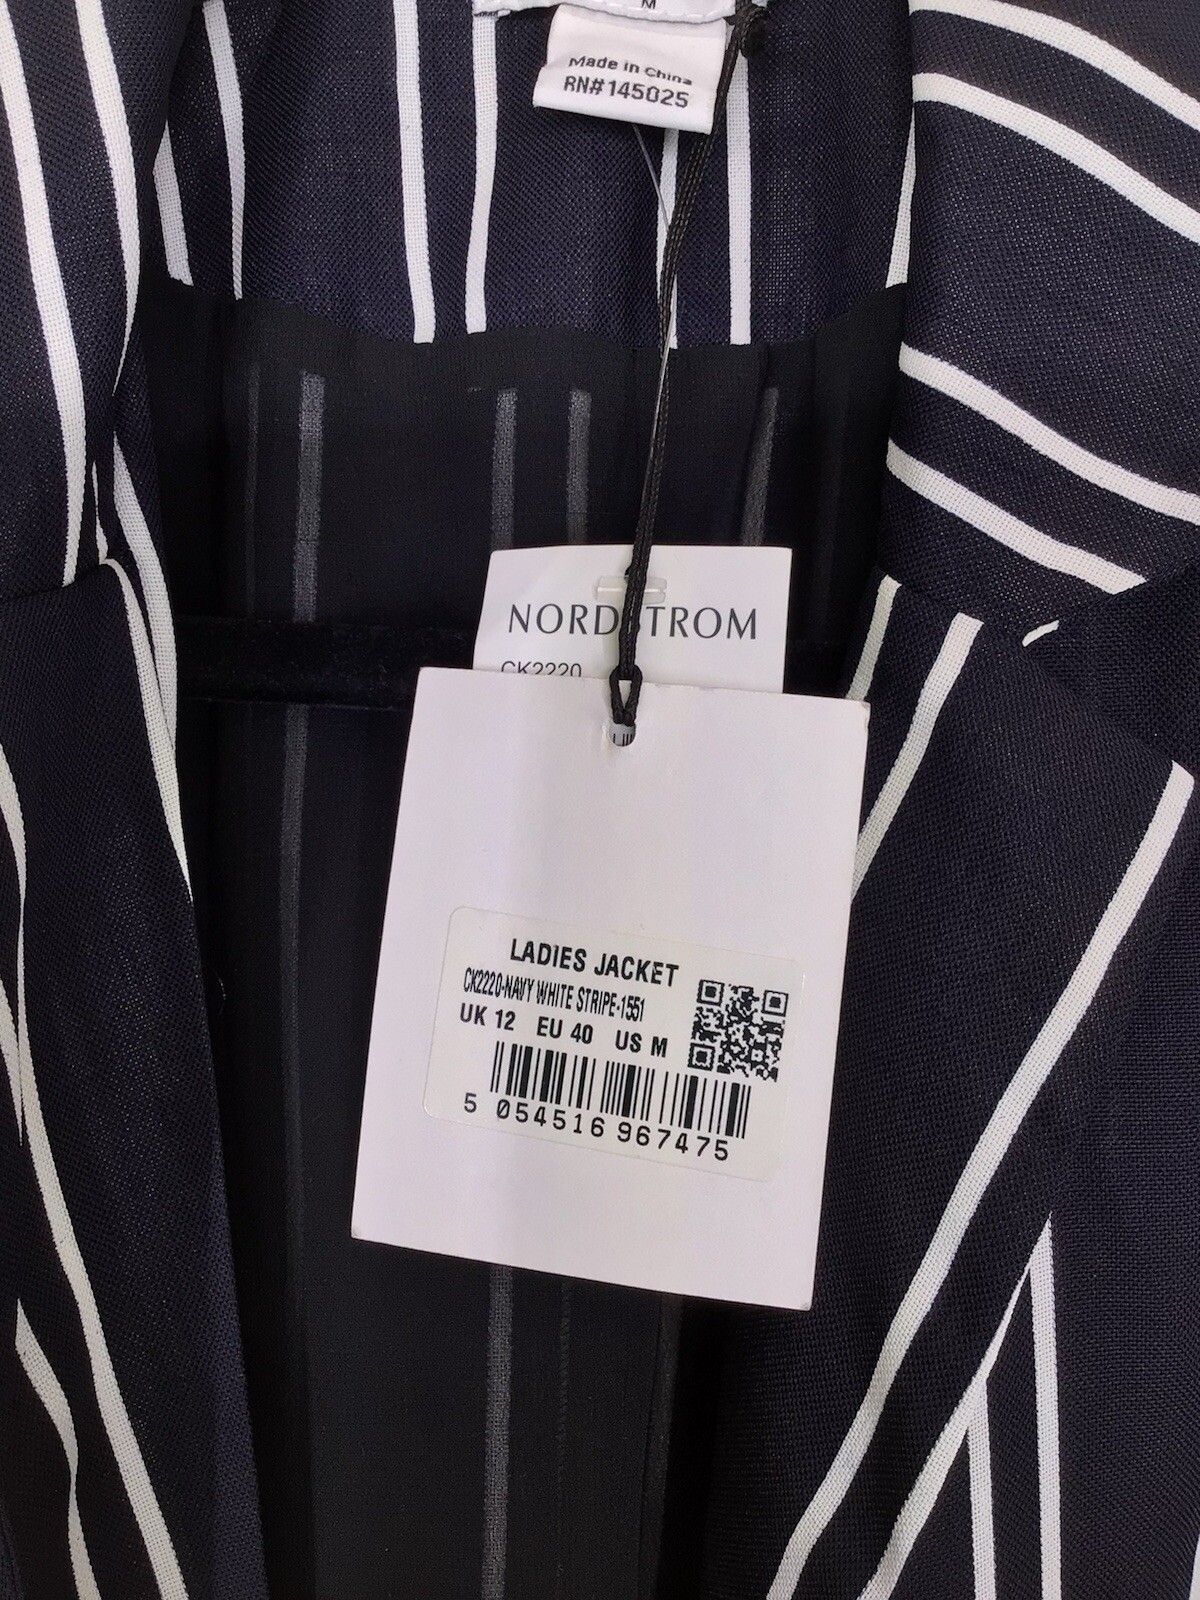 M
Made in China
RN#145025
NORDSTROM
CK2220
LADIES JACKET
CK2220-NAVY WHITE STRIPE-1551
UK 12 EU 40 US M
5 054516 967475